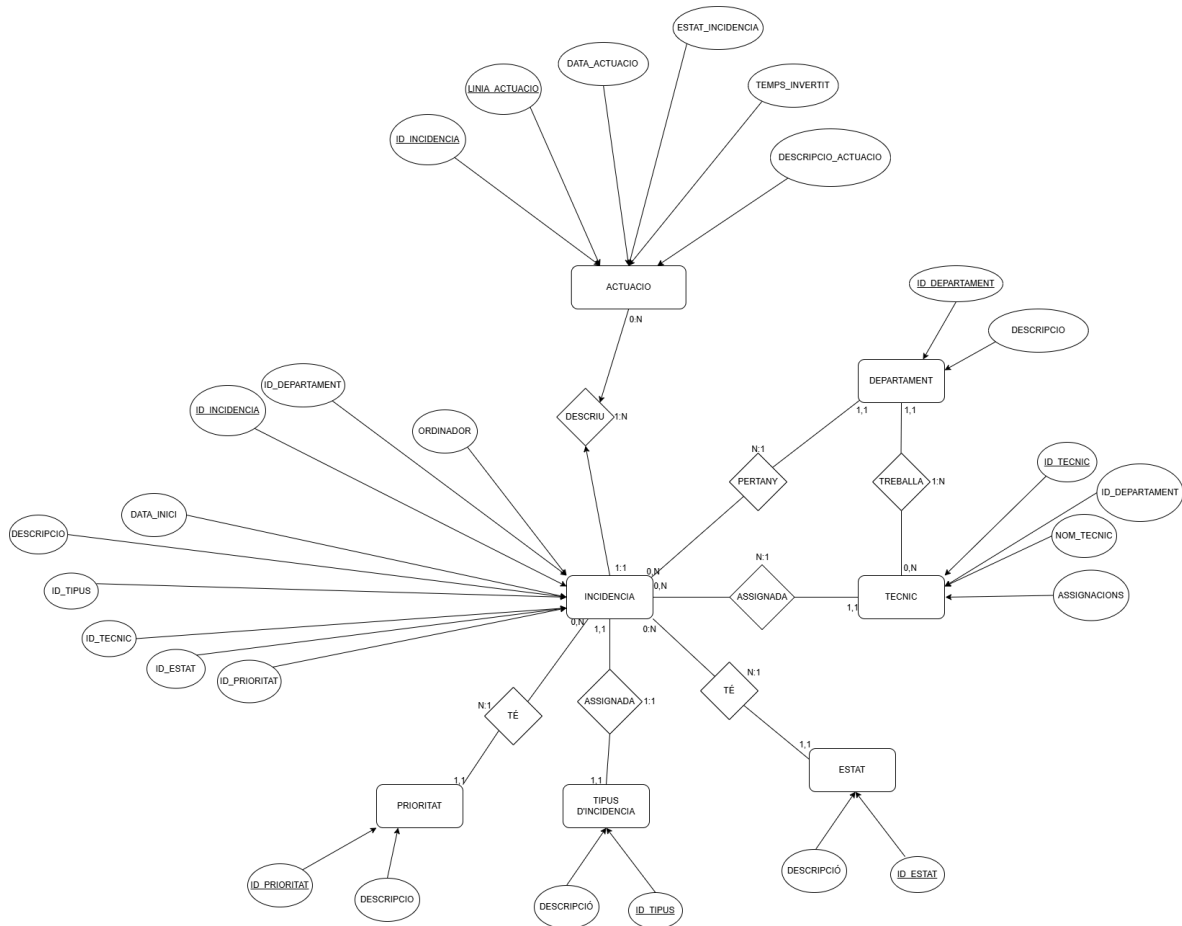 ESTAT_INCIDENCIA
DATA_ACTUACIO
LINIA_ACTUACIO
TEMPS_INVERTIT
ID_INCIDENCIA
DESCRIPCIO_ACTUACIO
ACTUACIO
0:N
ID_DEPARTAMENT
DESCRIPCIO
DEPARTAMENT
1,1
1,1
ID_DEPARTAMENT
ID_INCIDENCIA
ORDINADOR
DESCRIU
1:N
N:1
PERTANY
TREBALLA
1:N
ID_TECNIC
ID_DEPARTAMENT
NOM_TECNIC
ASSIGNACIONS
DATA_INICI
DESCRIPCIO
ID_TIPUS
ID_TECNIC
ID_ESTAT
ID_PRIORITAT
1:1
0,N
0,N
N:1
0,N
INCIDENCIA
ASSIGNADA
TECNIC
1,1
0,N
1,1
0:N
N:1
TÉ
ASSIGNADA
1:1
N:1
TÉ
1,1
1,1
1,1
PRIORITAT
TIPUS
D'INCIDENCIA
ESTAT
ID_PRIORITAT
DESCRIPCIO
DESCRIPCIÓ
ID_TIPUS
DESCRIPCIÓ
ID_ESTAT